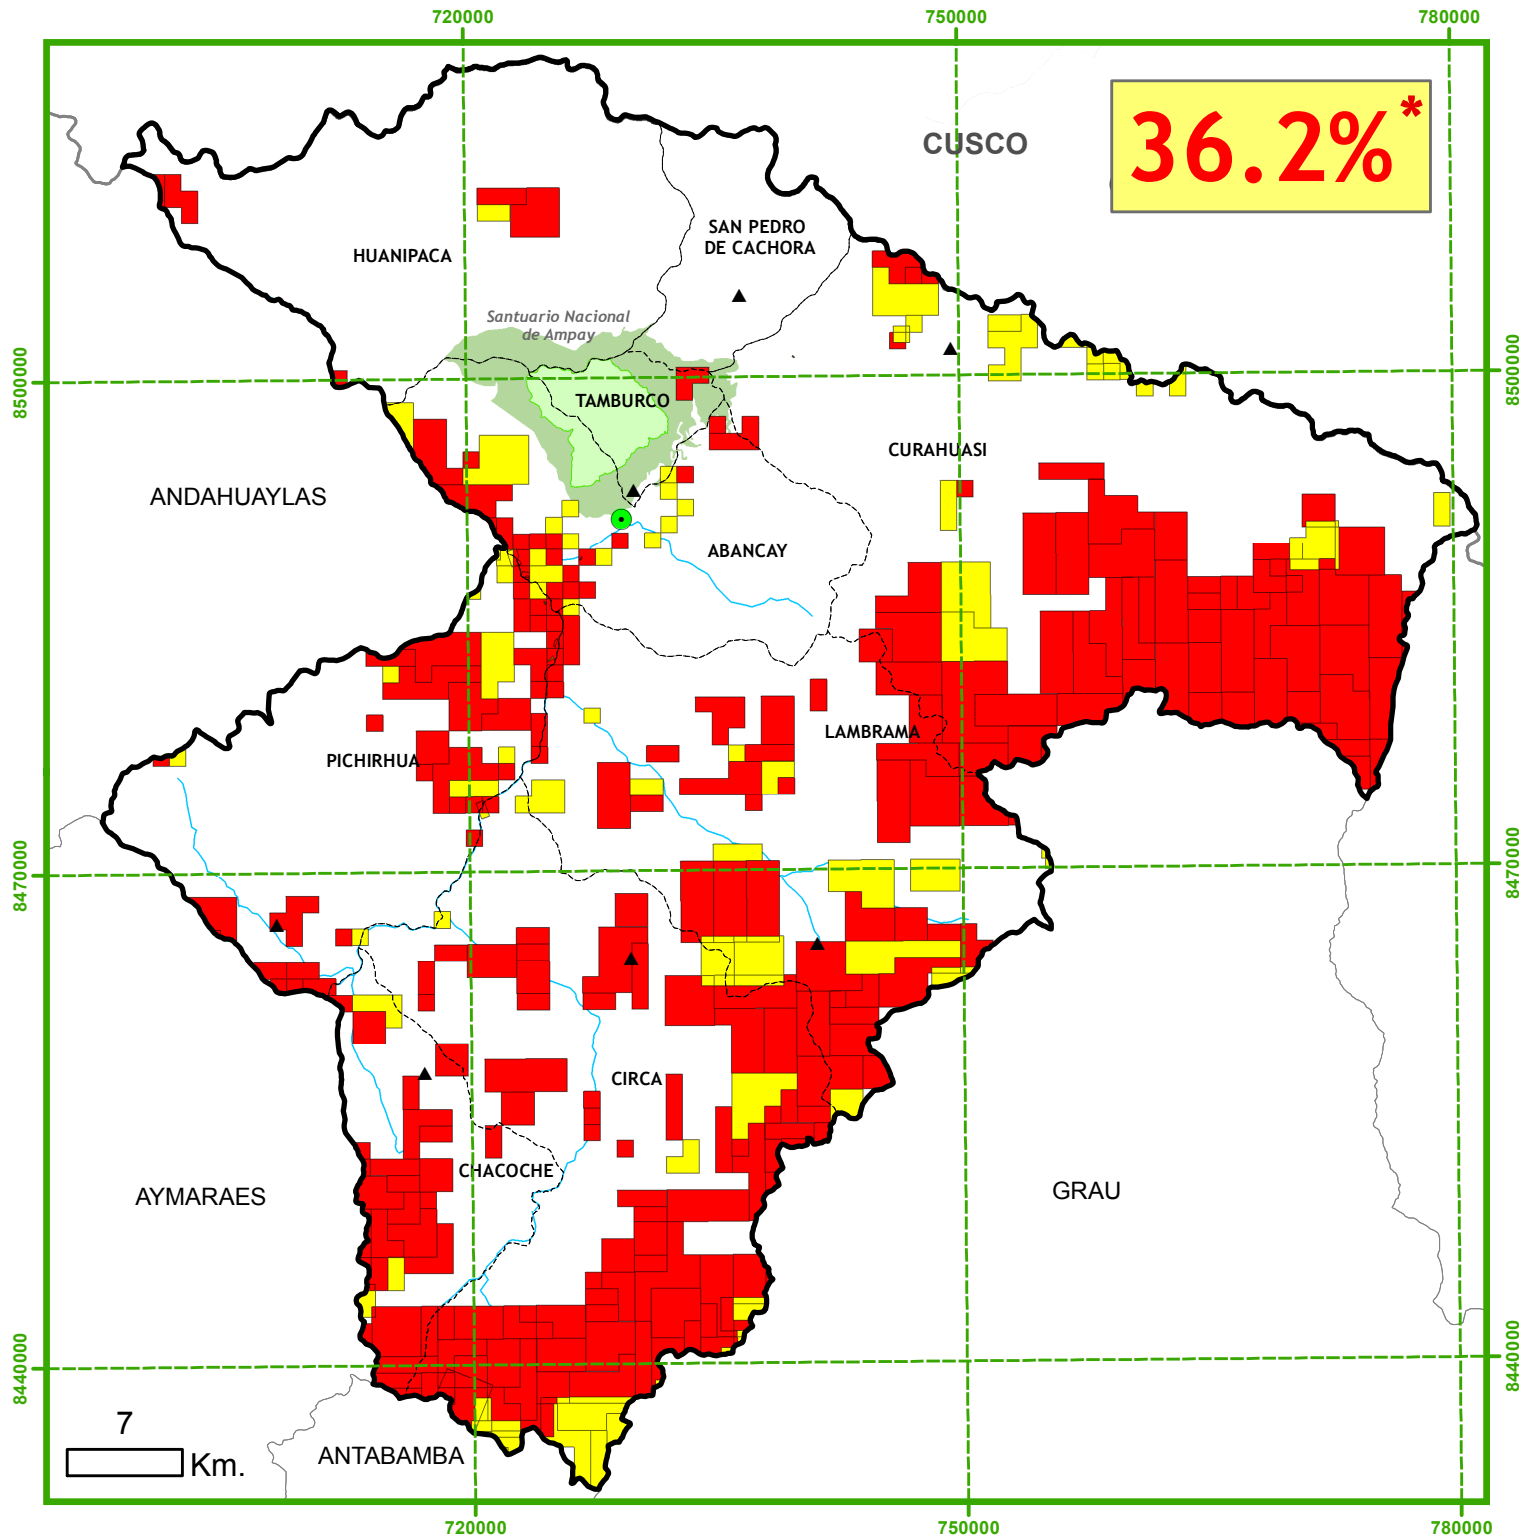 720000
750000
780000
36.2%*
CUSCO
SAN PEDRO
DE CACHORA
HUANIPACA
Santuario Nacional
de Ampay
8500000
8500000
TAMBURCO
CURAHUASI
ANDAHUAYLAS
ABANCAY
LAMBRAMA
PICHIRHUA
8470000
8470000
CIRCA
CHACOCHE
AYMARAES
GRAU
8440000
8440000
7
Km.
ANTABAMBA
720000
750000
780000